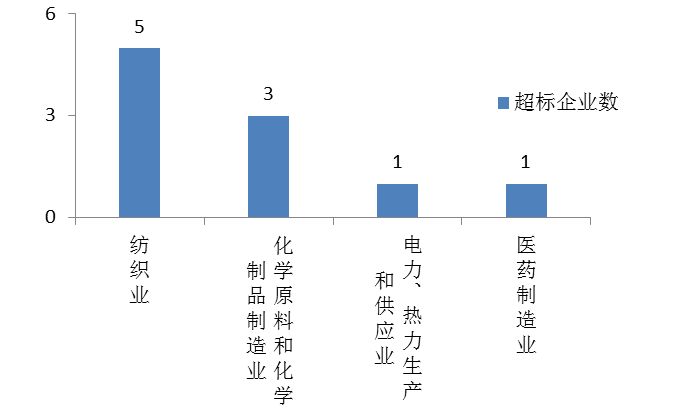 6
3
0
5
3
1
1
超标企业数
纺织业
化学原料和化学
制品制造业
电力、热力生产
和供应业
医药制造业